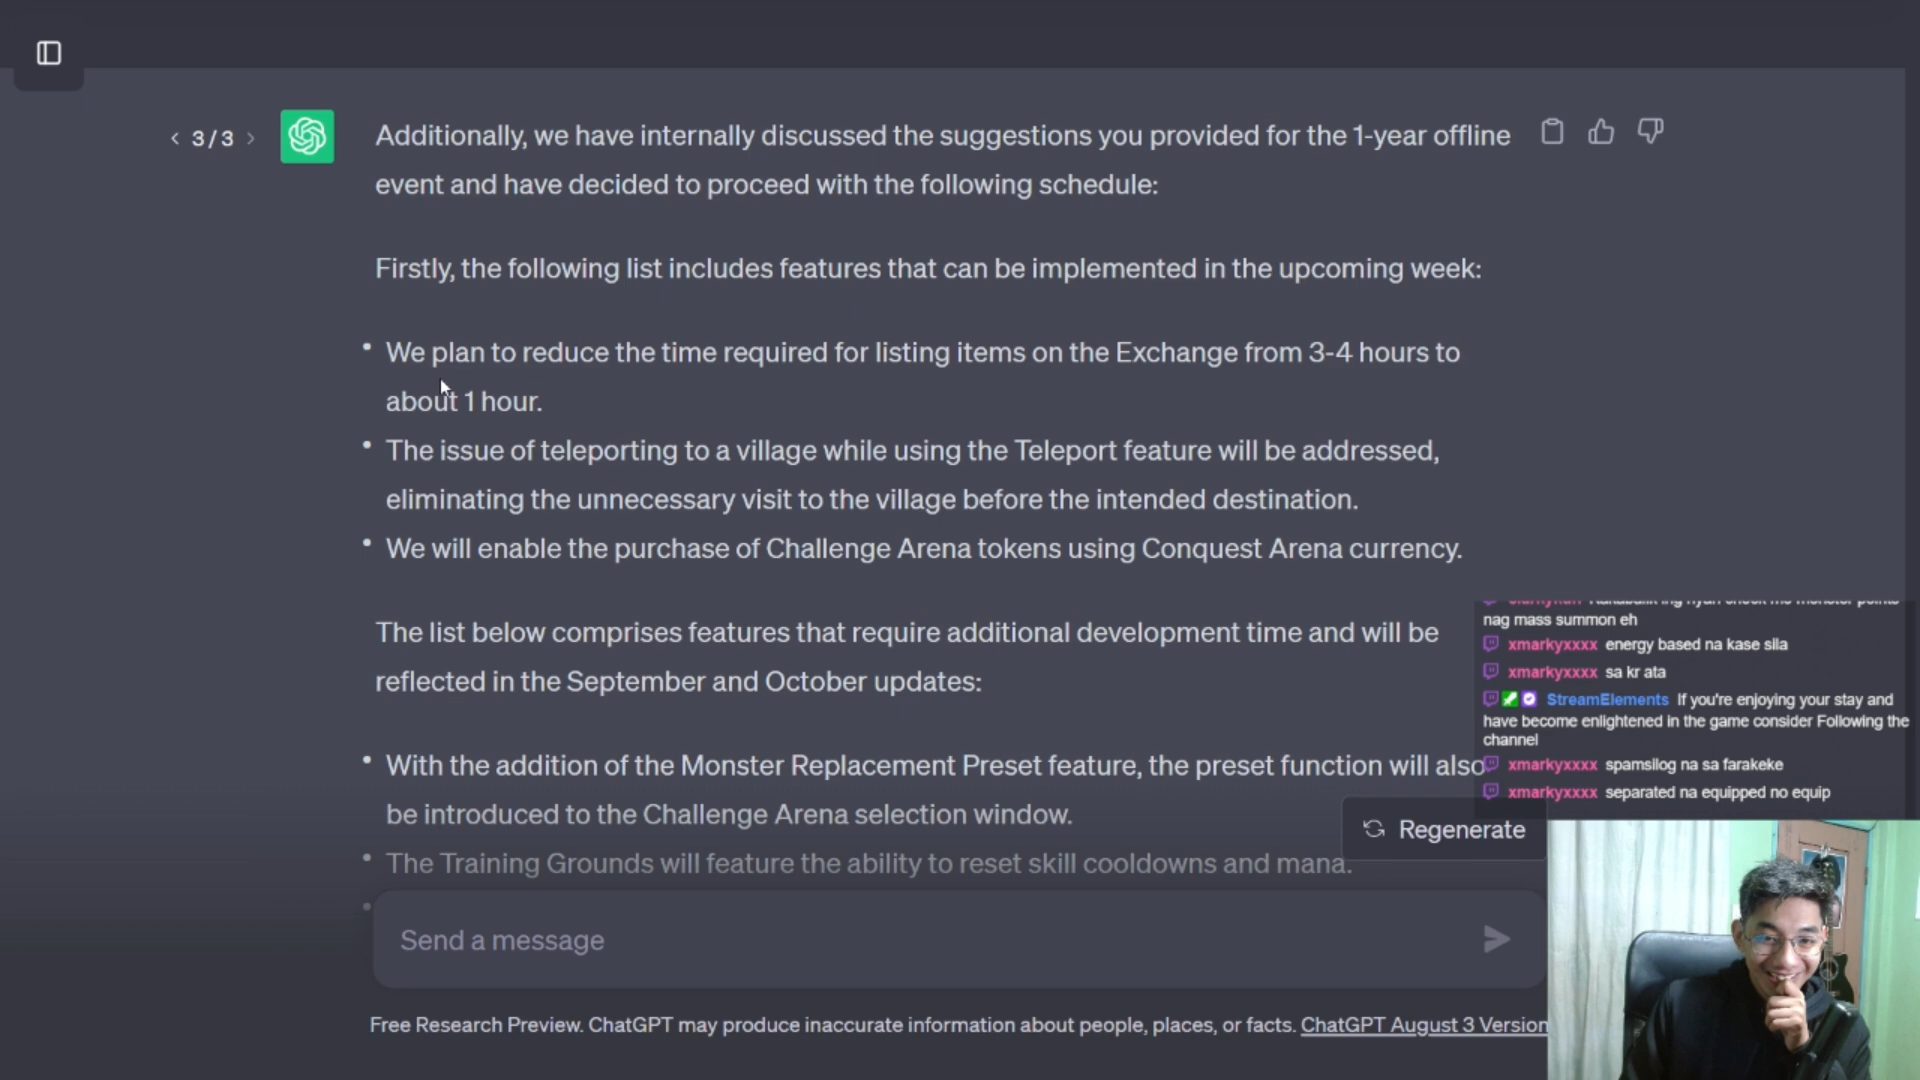 3/3
Additionally, we have internally discussed the suggestions you provided for the 1-year offline
event and have decided to proceed with the following schedule:
Firstly, the following list includes features that can be implemented in the upcoming week:
• We plan to reduce the time required for listing items on the Exchange from 3-4 hours to
about 1 hour.
• The issue of teleporting to a village while using the Teleport feature will be addressed,
eliminating the unnecessary visit to the village before the intended destination.
• We will enable the purchase of Challenge Arena tokens using Conquest Arena currency.
The list below comprises features that require additional development time and will be
reflected in the September and October updates:
• With the addition of the Monster Replacement Preset feature, the preset function will also
be introduced to the Challenge Arena selection window.
• The Training Grounds will feature the ability to reset skill cooldowns and mana.
Regenerate
Send a message
Free Research Preview. ChatGPT may produce inaccurate information about people, places, or facts. ChatGPT August 3 Version
nag mass summon eh
xmarkyxxxx energy based na kase sila
xmarkyxxxx sa kr ata
StreamElements If you're enjoying your stay and
have become enlightened in the game consider Following the
channel
xmarkyxxxx spamsilog na sa farakeke
xmarkyxxxx separated na equipped no equip